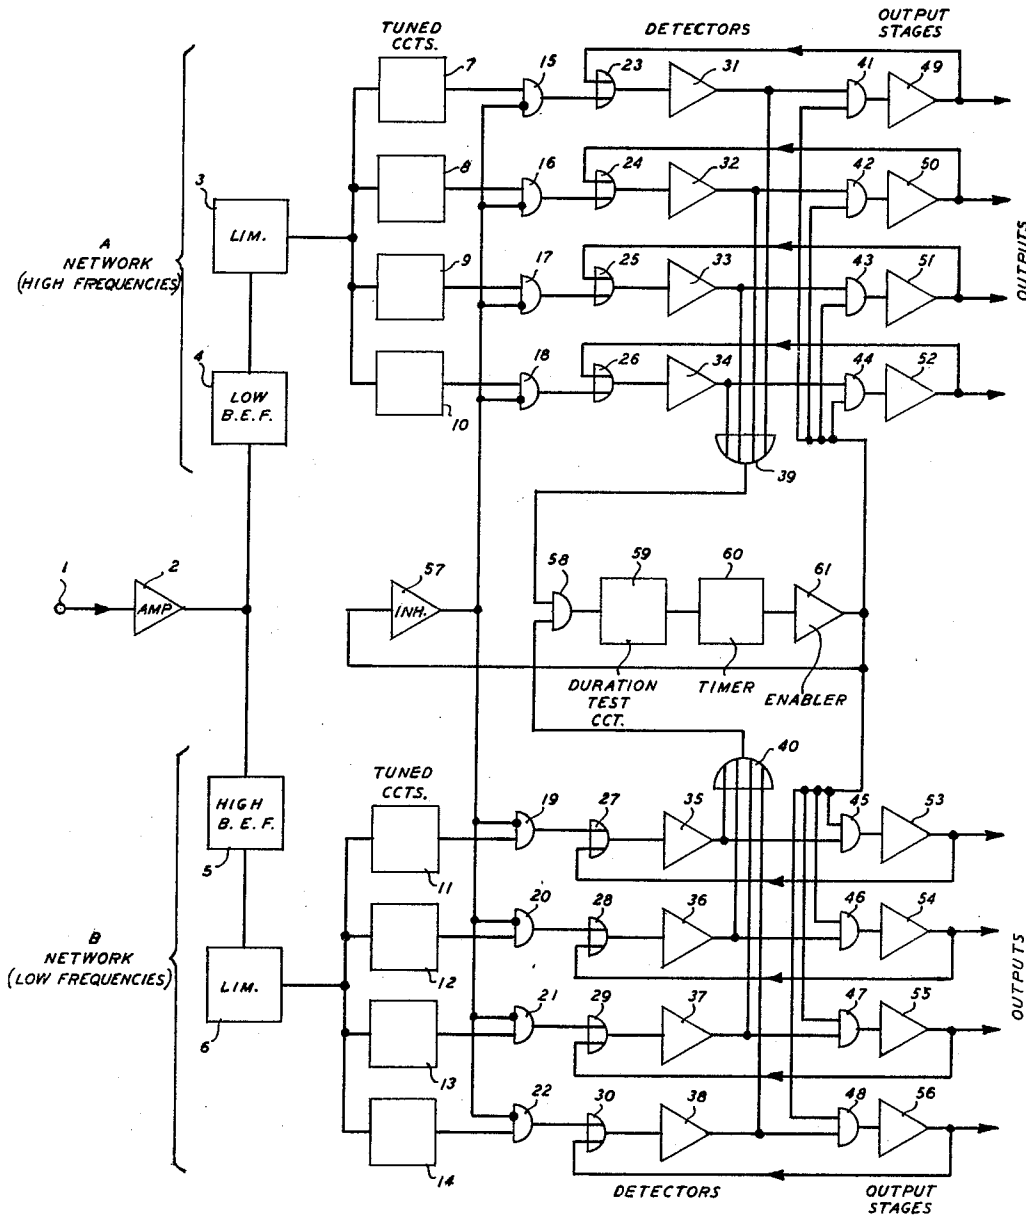 TUNED
CCTS.
DETECTORS
OUTPUT
STAGES
7
15
23
31
41
49
8
16
24
32
42
50
3
LIM.
A
NETWORK
(HIGH FREQUENCIES)
9
17
25
33
43
51
OUTPUTS
4
LOW
B.E.F.
10
18
26
34
44
52
39
1
2
AMP
57
INH.
58
59
60
61
DURATION
TEST
CCT.
TIMER
ENABLER
40
TUNED
CCTS.
HIGH
B.E.F.
5
11
19
27
35
45
53
B
NETWORK
(LOW FREQUENCIES)
12
20
28
36
46
54
OUTPUTS
LIM.
6
13
21
29
37
47
55
14
22
30
38
48
56
DETECTORS
OUTPUT
STAGES